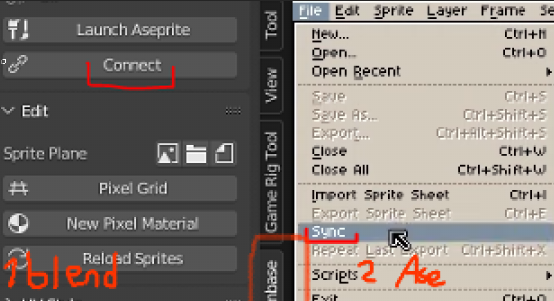 Launch Aseprite
Connect
Edit
Sprite Plane
Pixel Grid
New Pixel Material
Reload Sprites
1 blend
Tool
View
Game Rig Tool
File Edit Sprite Layer Frame
New... Ctrl+N
Open... Ctrl+O
Open Recent
Save Ctrl+S
Save As... Ctrl+Shift+S
Export... Ctrl+Alt+Shift+S
Close Ctrl+W
Close All Ctrl+Shift+W
Import Sprite Sheet Ctrl+I
Export Sprite Sheet Ctrl+E
Sync
Repeat Last Export Ctrl+Shift+X
Scripts
2 Ase
Exit